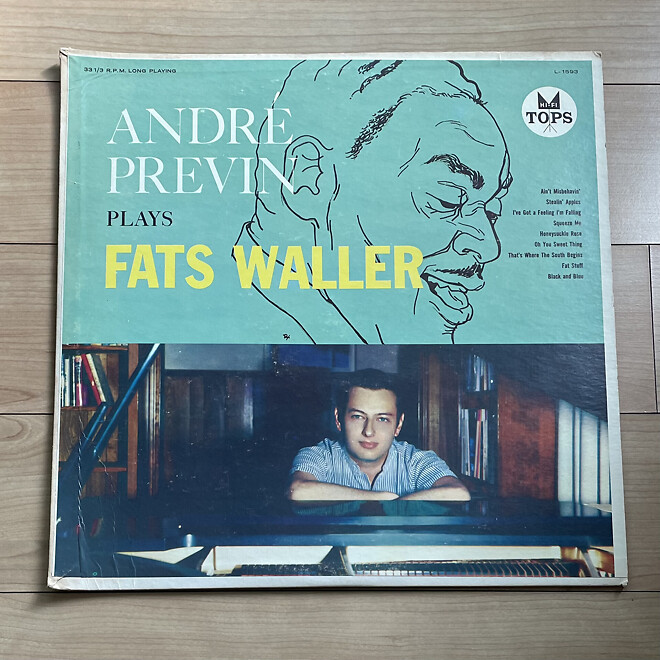 33 1/3 R.P.M. LONG PLAYING
L-1593
HI-FI
TOPS
ANDRÉ
PREVIN
PLAYS
FATS WALLER
Ain't Misbehavin'
Stealin' Apples
I've Got a Feeling I'm Falling
Squeeze Me
Honeysuckle Rose
Oh You Sweet Thing
That's Where The South Begins
Fat Stuff
Black and Blue